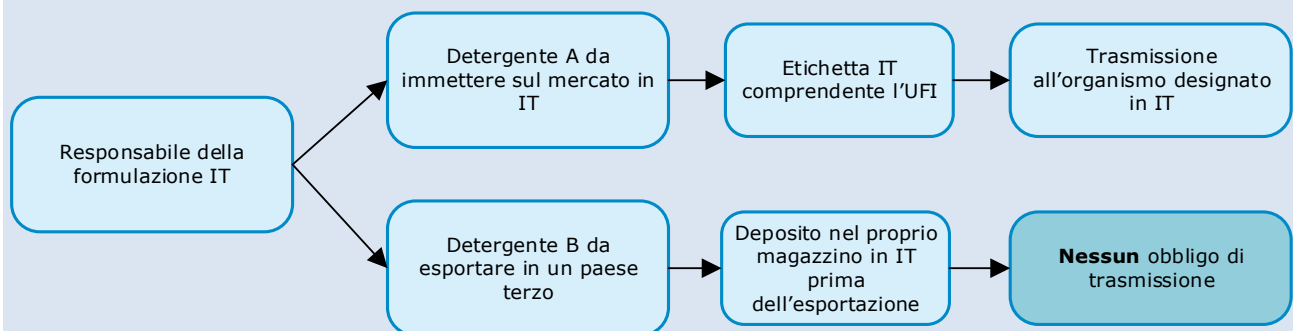 Responsabile della
formulazione IT
Detergente A da
immettere sul mercato in
IT
Etichetta IT
comprendente l'UFI
Trasmissione
all'organismo designato
in IT
Detergente B da
esportare in un paese
terzo
Deposito nel proprio
magazzino in IT
prima
dell'esportazione
Nessun obbligo di
trasmissione